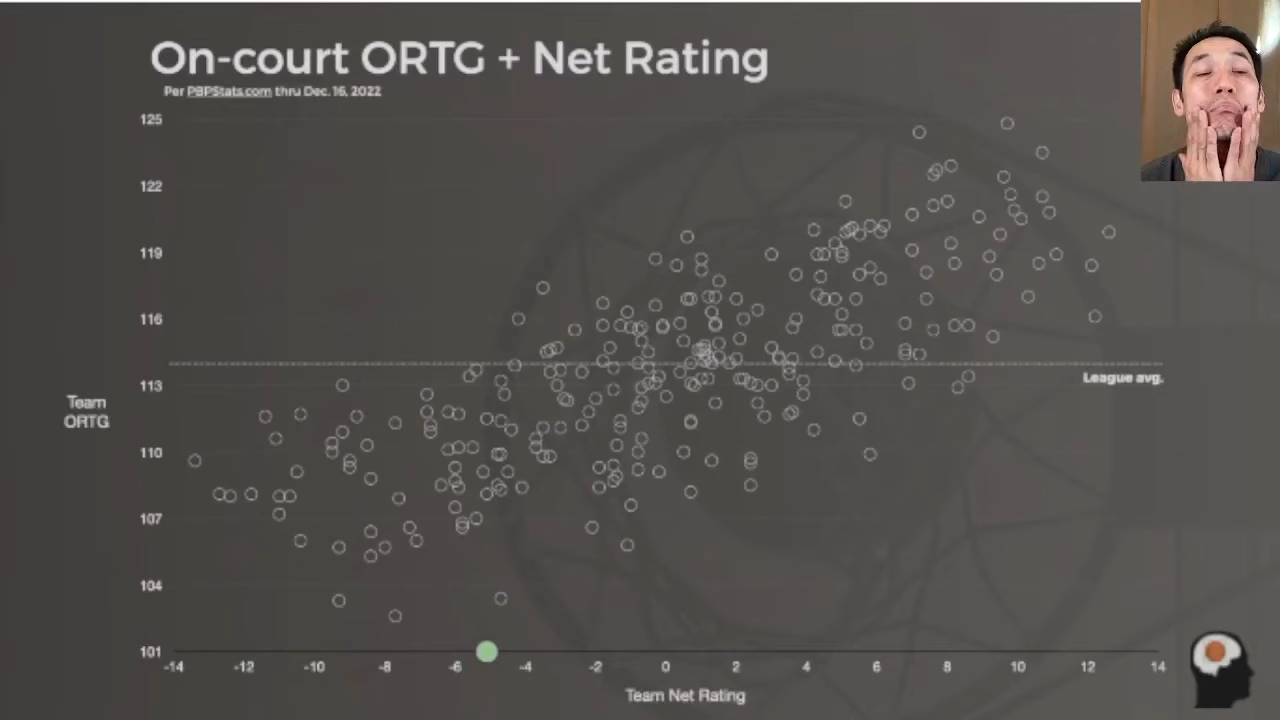 On-court ORTG + Net Rating
Per PBPStats.com thru Dec. 16, 2022
125
122
119
116
113
110
107
104
101
League avg.
Team
ORTG
-14 -12 -10 -8 -6 -4 -2 0 2 4 6 8 10 12 14
Team Net Rating